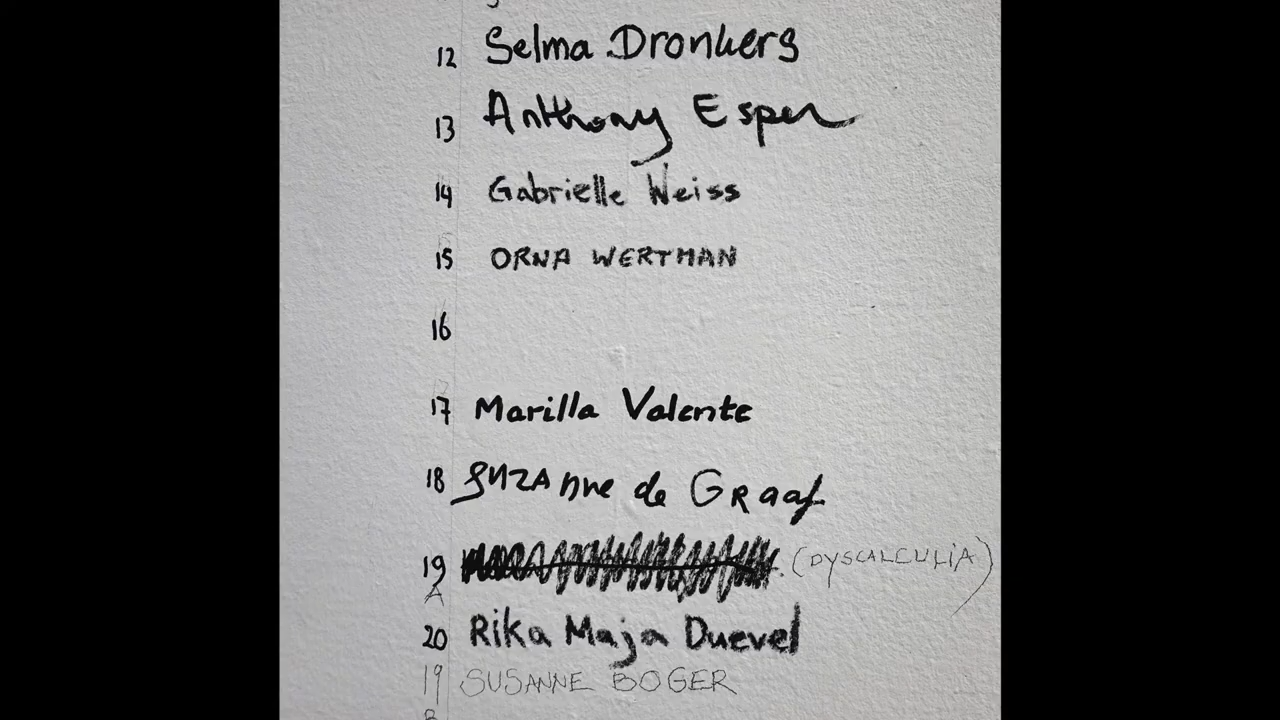 12 Selma Dronkers
13 Anthony Esper
14 Gabrielle Weiss
15 ORNA WERTMAN
16
17 Marilla Valente
18 SUZANNE de GRaaf
19 (DYSCALCULIA)
A
20 Rika Maja Duevel
19 SUSANNE BOGER
B